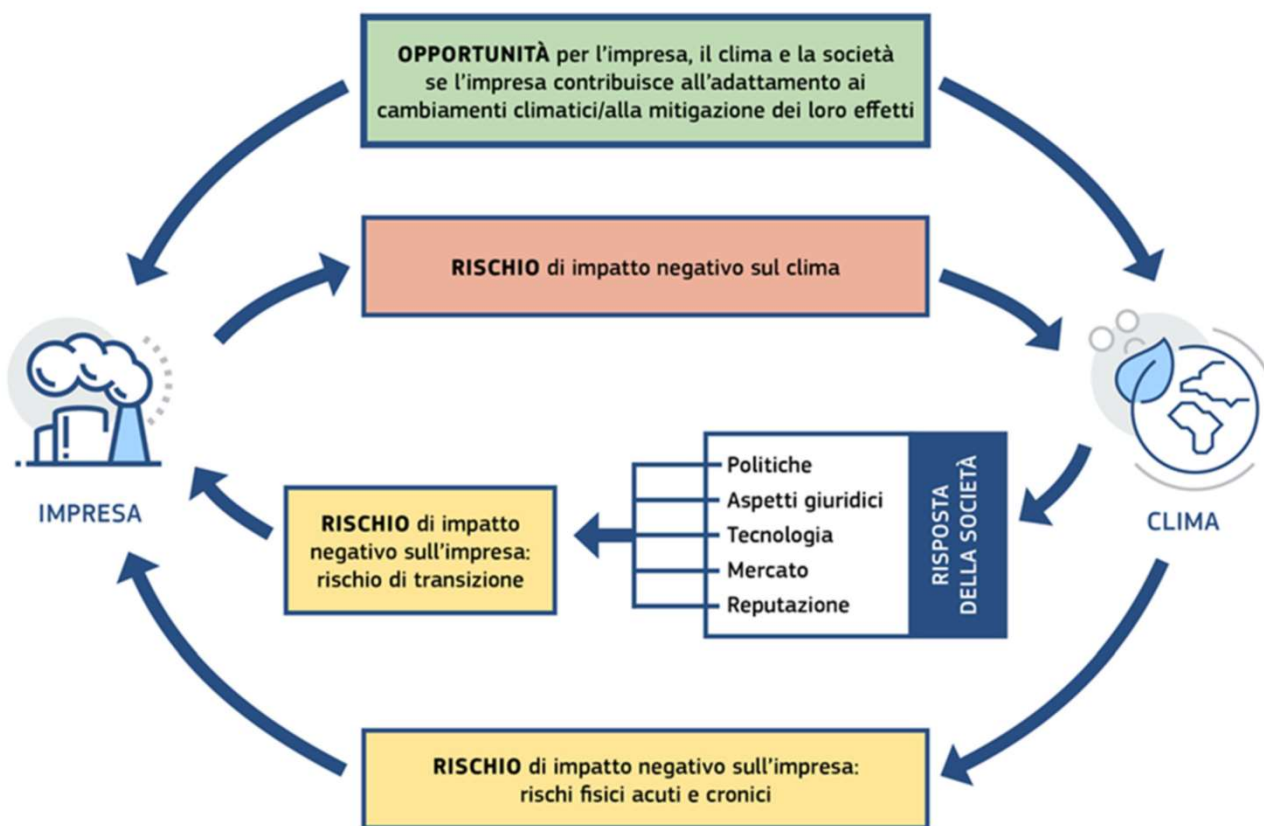 OPPORTUNITÀ per l'impresa, il clima e la società
se l'impresa contribuisce all'adattamento ai
cambiamenti climatici/alla mitigazione dei loro effetti
RISCHIO di impatto negativo sul clima
IMPRESA
CLIMA
RISCHIO di impatto
negativo sull'impresa:
rischio di transizione
Politiche
Aspetti giuridici
Tecnologia
Mercato
Reputazione
RISPOSTA
DELLA SOCIETÀ
RISCHIO di impatto negativo sull'impresa:
rischi fisici acuti e cronici